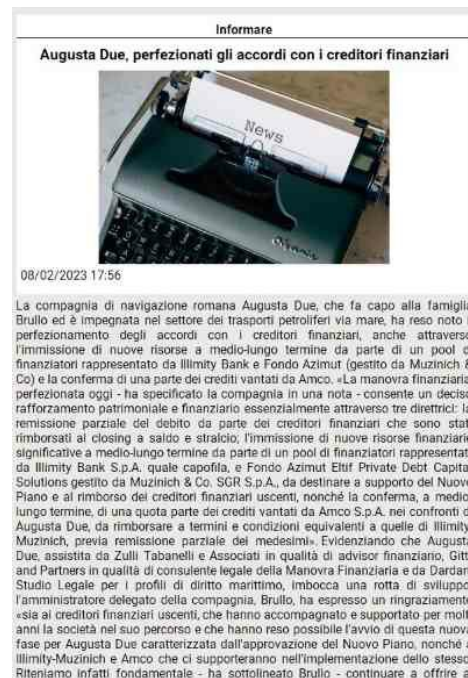 Informare
Augusta Due, perfezionati gli accordi con i creditori finanziari
News
08/02/2023 17:56
La compagnia di navigazione romana Augusta Due, che fa capo alla famiglia
Brullo ed è impegnata nel settore dei trasporti petroliferi via mare, ha reso noto i
perfezionamento degli accordi con i creditori finanziari, anche attraverso
l'immissione di nuove risorse a medio-lungo termine da parte di un pool d
finanziatori rappresentato da Illimity Bank e Fondo Azimut (gestito da Muzinich &
Co) e la conferma di una parte dei crediti vantati da Amco. «La manovra finanziaria
perfezionata oggi - ha specificato la compagnia in una nota - consente un deciso
rafforzamento patrimoniale e finanziario essenzialmente attraverso tre direttrici: la
remissione parziale del debito da parte dei creditori finanziari che sono stati
rimborsati al closing a saldo e stralcio; l'immissione di nuove risorse finanziarie
significative a medio-lungo termine da parte di un pool di finanziatori rappresentat
da Illimity Bank S.p.A. quale capofila, e Fondo Azimut Eltif Private Debt Capital
Solutions gestito da Muzinich & Co. SGR S.p.A., da destinare a supporto del Nuovo
Piano e al rimborso dei creditori finanziari uscenti, nonché la conferma, a medio
lungo termine, di una quota parte dei crediti vantati da Amco S.p.A. nei confronti d
Augusta Due, da rimborsare a termini e condizioni equivalenti a quelle di Illimity
Muzinich, previa remissione parziale dei medesimi». Evidenziando che Augusta
Due, assistita da Zulli Tabanelli e Associati in qualità di advisor finanziario, Gitt
and Partners in qualità di consulente legale della Manovra Finanziaria e da Dardan
Studio Legale per i profili di diritto marittimo, imbocca una rotta di sviluppo
l'amministratore delegato della compagnia, Brullo, ha espresso un ringraziamento
«sia ai creditori finanziari uscenti, che hanno accompagnato e supportato per molt
anni la società nel suo percorso e che hanno reso possibile l'avvio di questa nuova
fase per Augusta Due caratterizzata dall'approvazione del Nuovo Piano, nonché a
Illimity-Muzinich e Amco che ci supporteranno nell'implementazione dello stesso
Riteniamo infatti fondamentale - ha sottolineato Brullo - continuare a offrire a